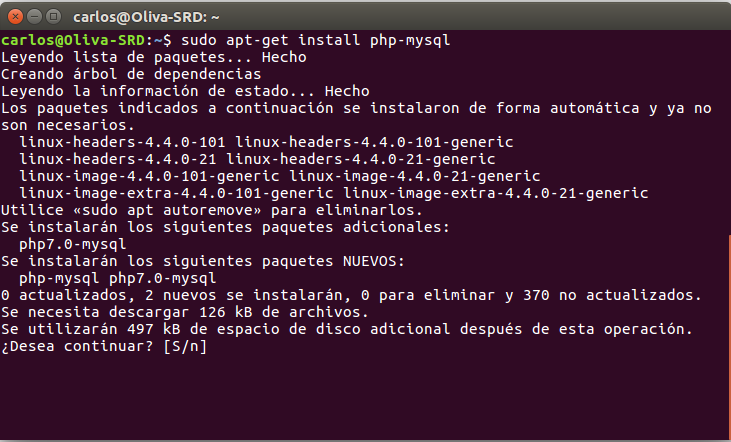 carlos@Oliva-SRD: ~
carlos@Oliva-SRD:~$ sudo apt-get install php-mysql
Leyendo lista de paquetes... Hecho
Creando árbol de dependencias
Leyendo la información de estado... Hecho
Los paquetes indicados a continuación se instalaron de forma automática y ya no
son necesarios.
  linux-headers-4.4.0-101 linux-headers-4.4.0-101-generic
  linux-headers-4.4.0-21 linux-headers-4.4.0-21-generic
  linux-image-4.4.0-101-generic linux-image-4.4.0-21-generic
  linux-image-extra-4.4.0-101-generic linux-image-extra-4.4.0-21-generic
Utilice «sudo apt autoremove» para eliminarlos.
Se instalarán los siguientes paquetes adicionales:
  php7.0-mysql
Se instalarán los siguientes paquetes NUEVOS:
  php-mysql php7.0-mysql
0 actualizados, 2 nuevos se instalarán, 0 para eliminar y 370 no actualizados.
Se necesita descargar 126 kB de archivos.
Se utilizarán 497 kB de espacio de disco adicional después de esta operación.
¿Desea continuar? [S/n]